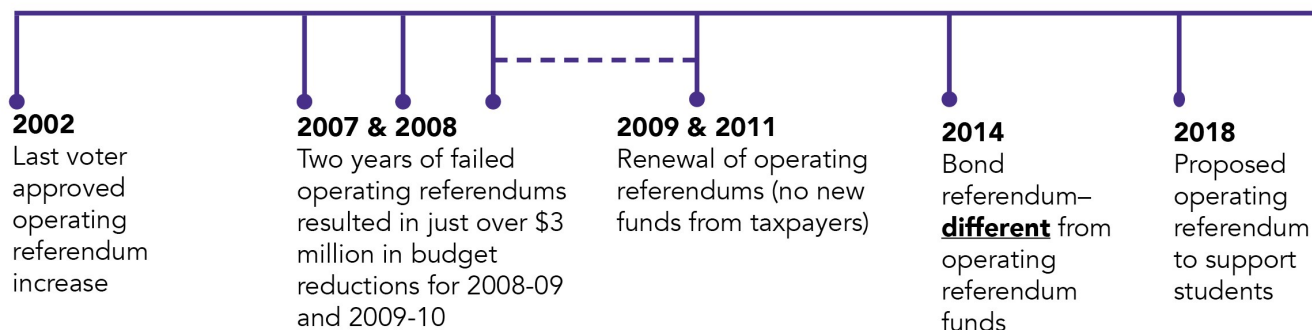 2002
Last voter
approved
operating
referendum
increase
2007 & 2008
Two years of failed
operating referendums
resulted in just over $3
million in budget
reductions for 2008-09
and 2009-10
2009 & 2011
Renewal of operating
referendums (no new
funds from taxpayers)
2014
Bond
referendum–
different from
operating
referendum
funds
2018
Proposed
operating
referendum
to support
students